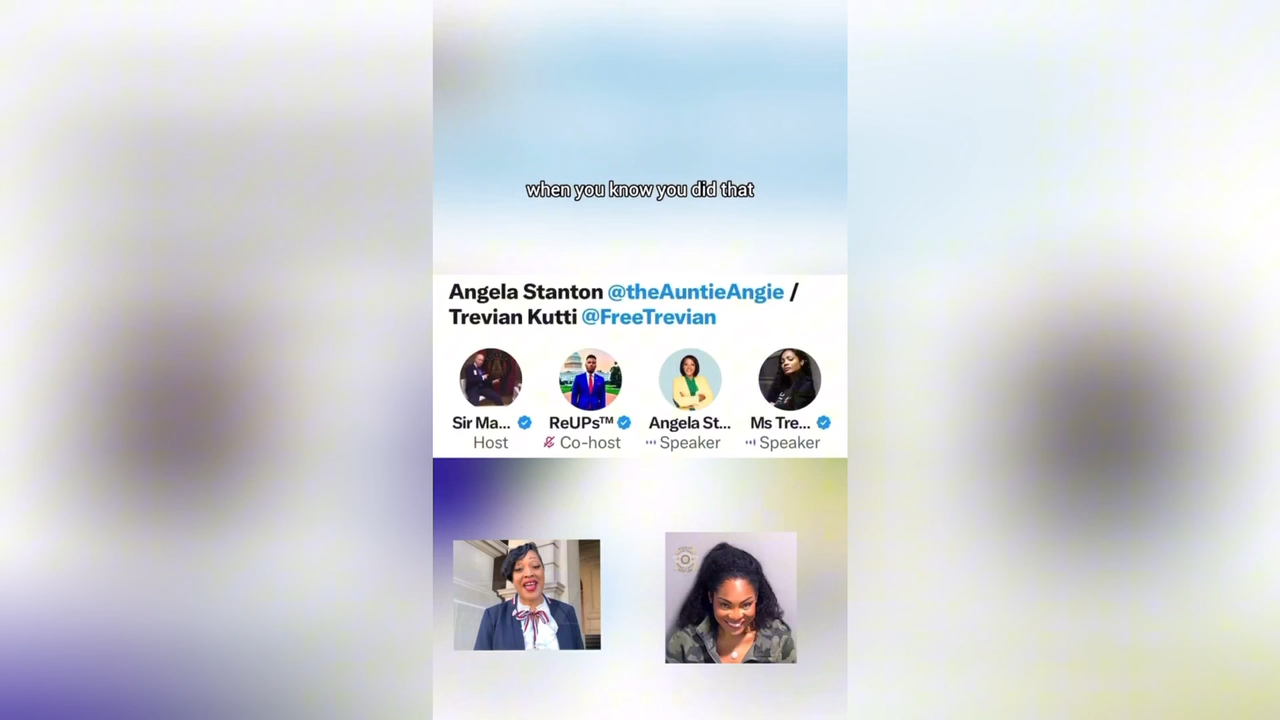 when you know you did that
Angela Stanton @theAuntieAngie /
Trevian Kutti @FreeTrevian
Sir Ma... ReUPs™ Angela St... Ms Tre...
Host Co-host Speaker Speaker